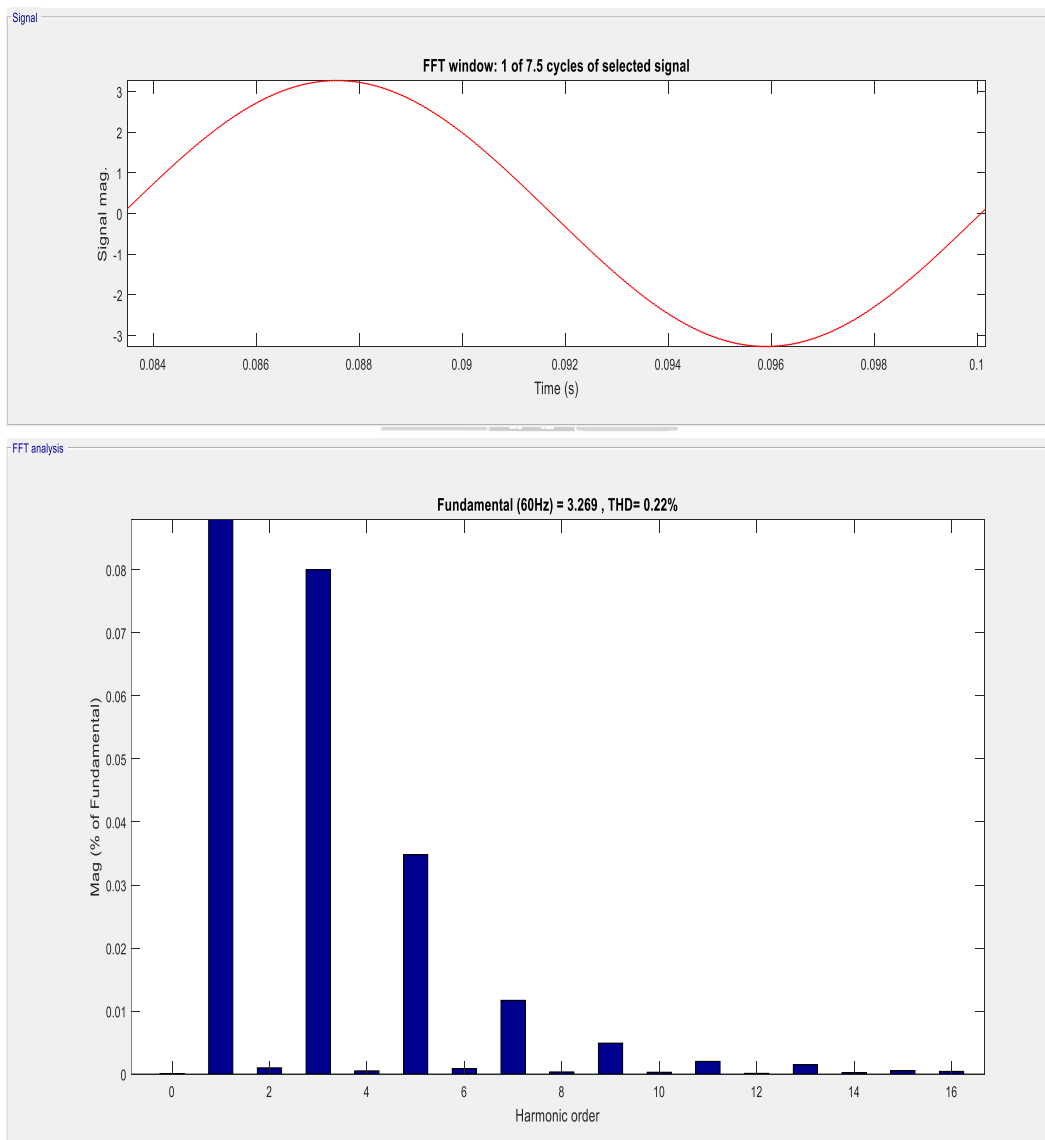 Signal
FFT window: 1 of 7.5 cycles of selected signal
3
2
1
0
-1
-2
-3
Signal mag.
0.084 0.086 0.088 0.09 0.092 0.094 0.096 0.098 0.1
Time (s)
FFT analysis
Fundamental (60Hz) = 3.269 , THD= 0.22%
0.08
0.07
0.06
0.05
0.04
0.03
0.02
0.01
0
Mag (% of Fundamental)
0 2 4 6 8 10 12 14 16
Harmonic order